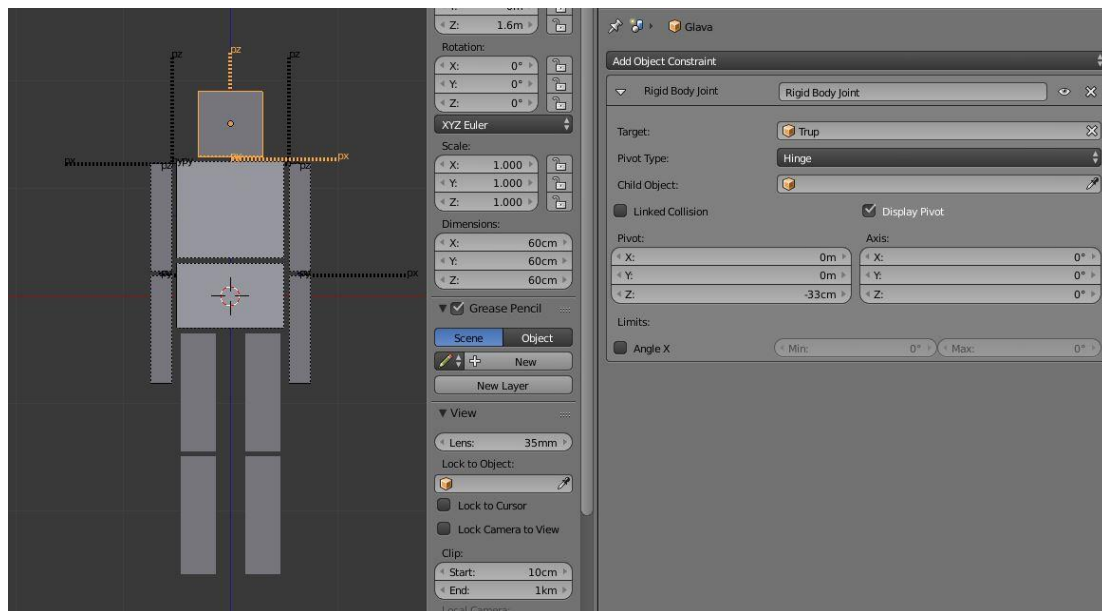 Z: 1.6m
Rotation:
X: 0°
Y: 0°
Z: 0°
XYZ Euler
Scale:
X: 1.000
Y: 1.000
Z: 1.000
Dimensions:
X: 60cm
Y: 60cm
Z: 60cm
Grease Pencil
Scene Object
New
New Layer
View
Lens: 35mm
Lock to Object:
Lock to Cursor
Lock Camera to View
Clip:
Start: 10cm
End: 1km
Local Camera:
Glava
Add Object Constraint
Rigid Body Joint Rigid Body Joint
Target: Trup
Pivot Type: Hinge
Child Object:
Linked Collision Display Pivot
Pivot: Axis:
X: 0m X: 0°
Y: 0m Y: 0°
Z: -33cm Z: 0°
Limits:
Angle X Min: 0° Max: 0°
pz pz pz
px px
px